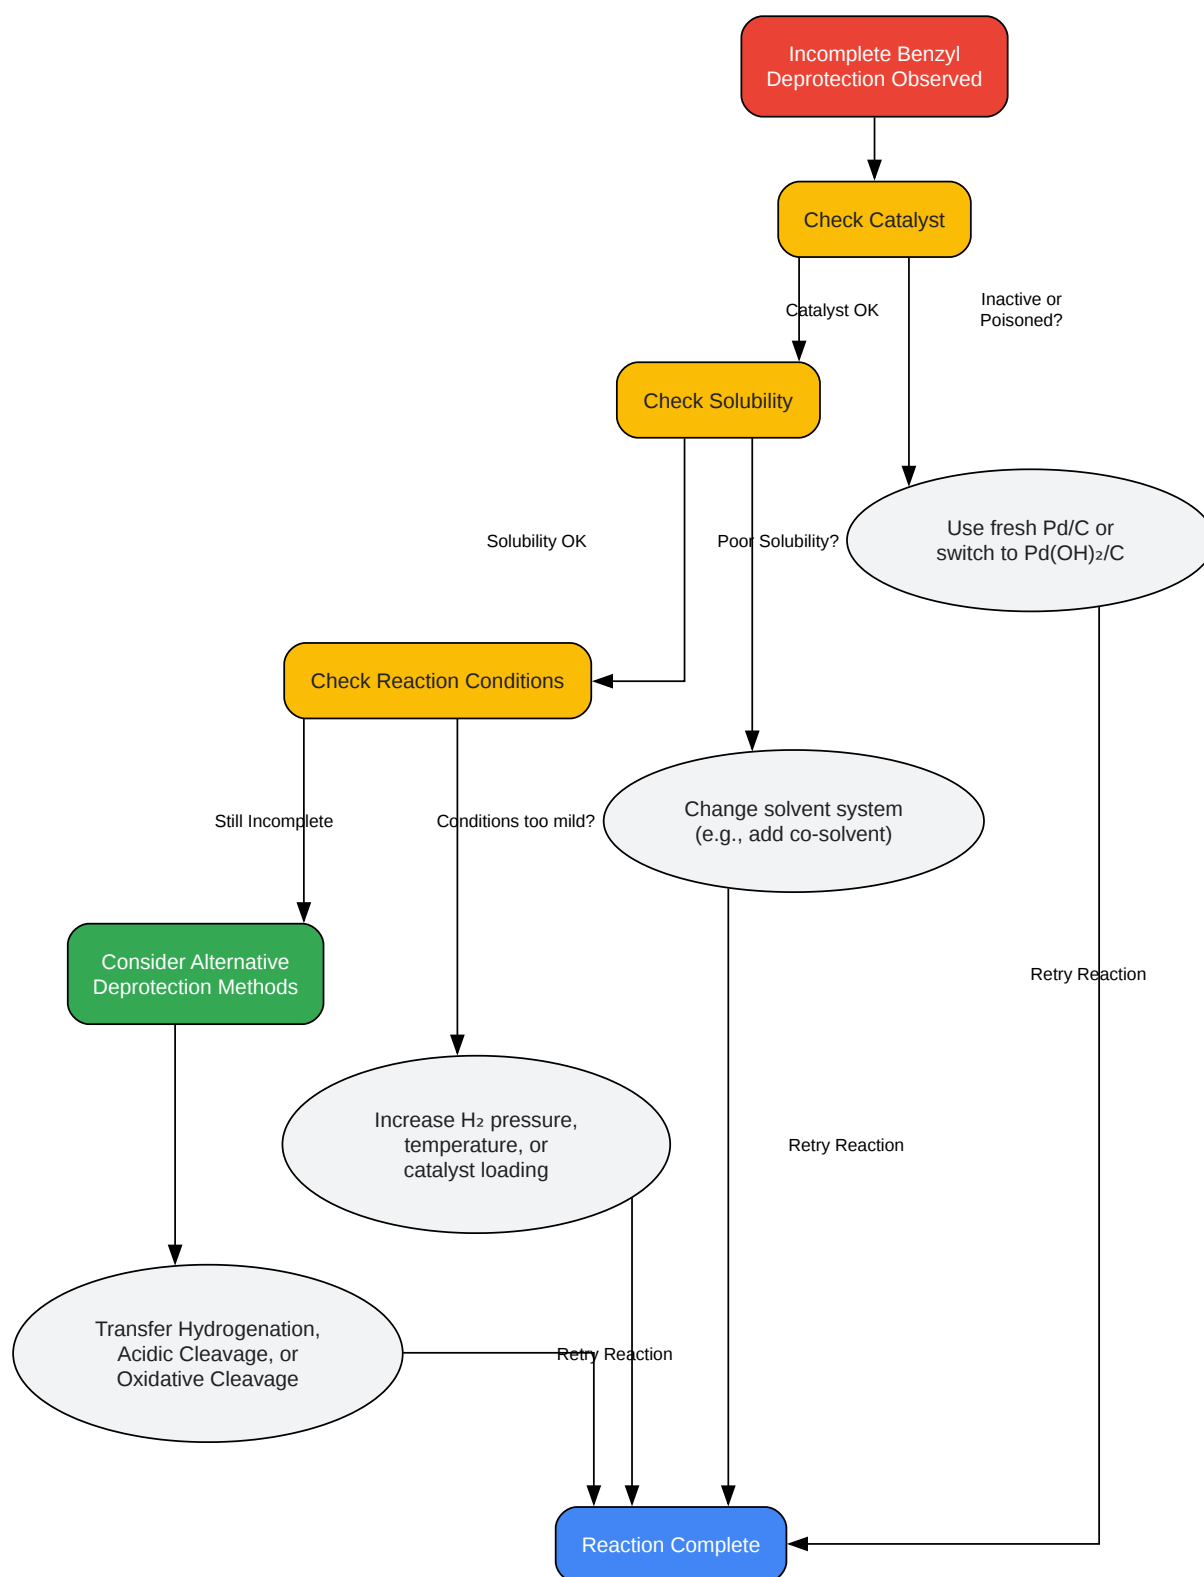 Incomplete Benzyl
Deprotection Observed
Check Catalyst
Catalyst OK
Inactive or
Poisoned?
Check Solubility
Solubility OK
Poor Solubility?
Use fresh Pd/C or
switch to Pd(OH)₂/C
Check Reaction Conditions
Still Incomplete
Conditions too mild?
Change solvent system
(e.g., add co-solvent)
Consider Alternative
Deprotection Methods
Retry Reaction
Increase H₂ pressure,
temperature, or
catalyst loading
Retry Reaction
Transfer Hydrogenation,
Acidic Cleavage, or
Oxidative Cleavage
Retry Reaction
Reaction Complete